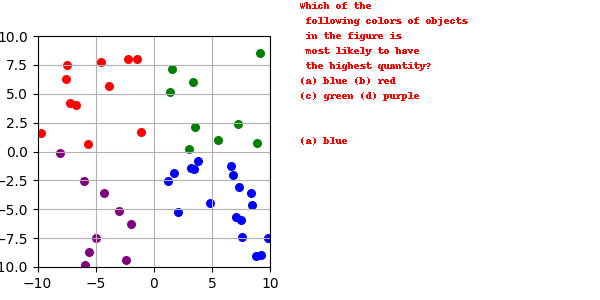 Which of the
following colors of objects
in the figure is
most likely to have
the highest quantity?
(a) blue (b) red
(c) green (d) purple
(a) blue
10.0
7.5
5.0
2.5
0.0
−2.5
−5.0
−7.5
10.0
−10 −5 0 5 10